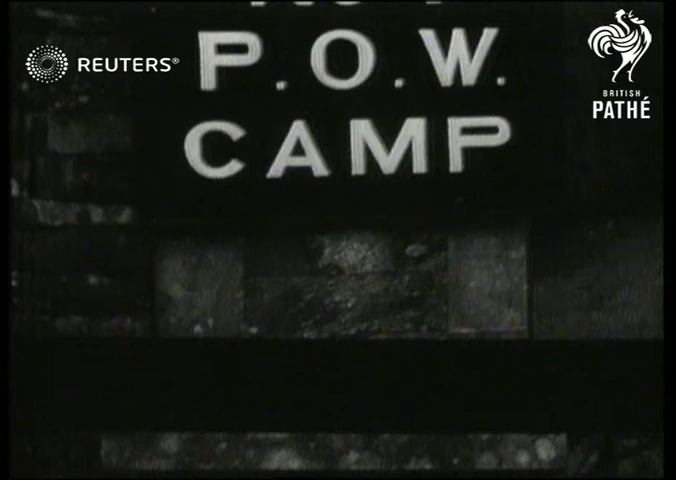 P.O.W.
CAMP
REUTERS®
BRITISH
PATHÉ